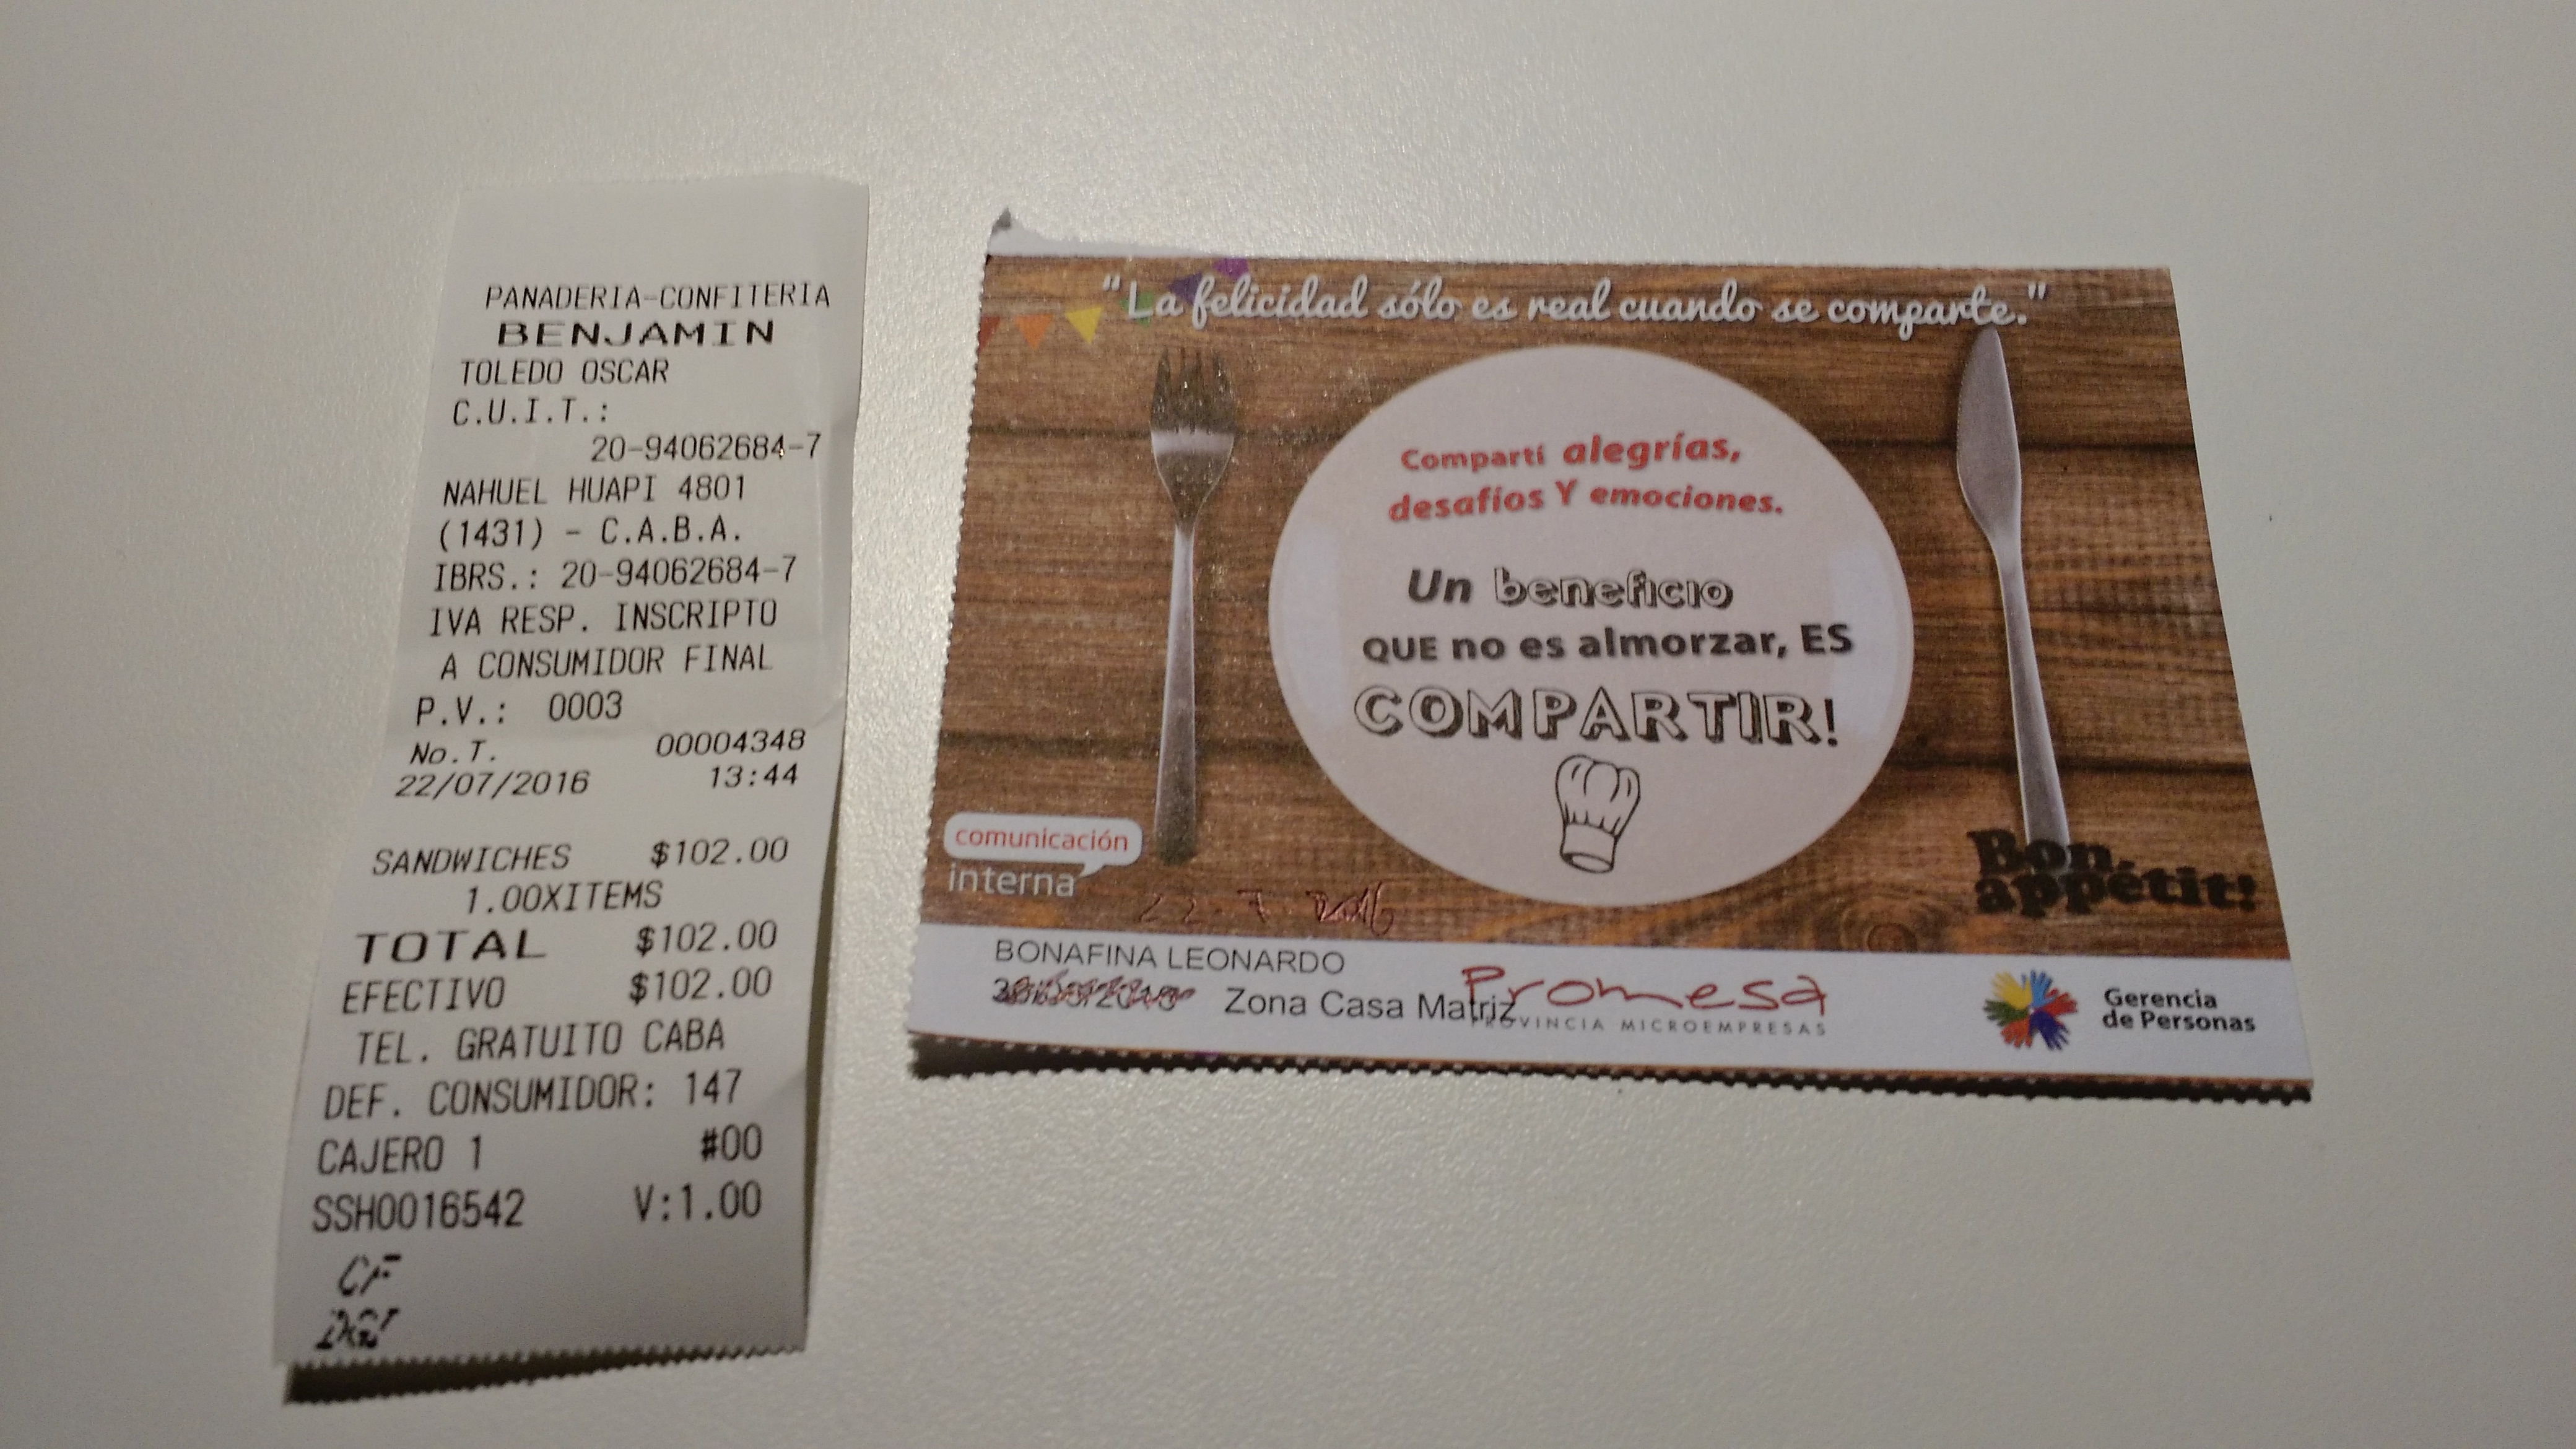 PANADERIA-CONFITERIA
BENJAMIN
TOLEDO OSCAR
C.U.I.T.:
20-94062684-7
NAHUEL HUAPI 4801
(1431) - C.A.B.A.
IBRS.: 20-94062684-7
IVA RESP. INSCRIPTO
A CONSUMIDOR FINAL
P.V.: 0003
No.T. 00004348
22/07/2016 13:44
SANDWICHES $102.00
1.00XITEMS
TOTAL $102.00
EFECTIVO $102.00
TEL. GRATUITO CABA
DEF. CONSUMIDOR: 147
CAJERO 1 #00
SSH0016542 V:1.00
CF
DGI
"La felicidad sólo es real cuando se comparte."
Compartí alegrías,
desafíos Y emociones.
Un beneficio
QUE no es almorzar, ES
COMPARTIR!
comunicación
interna
22.7.2016
Bon
appétit!
BONAFINA LEONARDO
Zona Casa Matriz
Promesa
PROVINCIA MICROEMPRESAS
Gerencia
de Personas